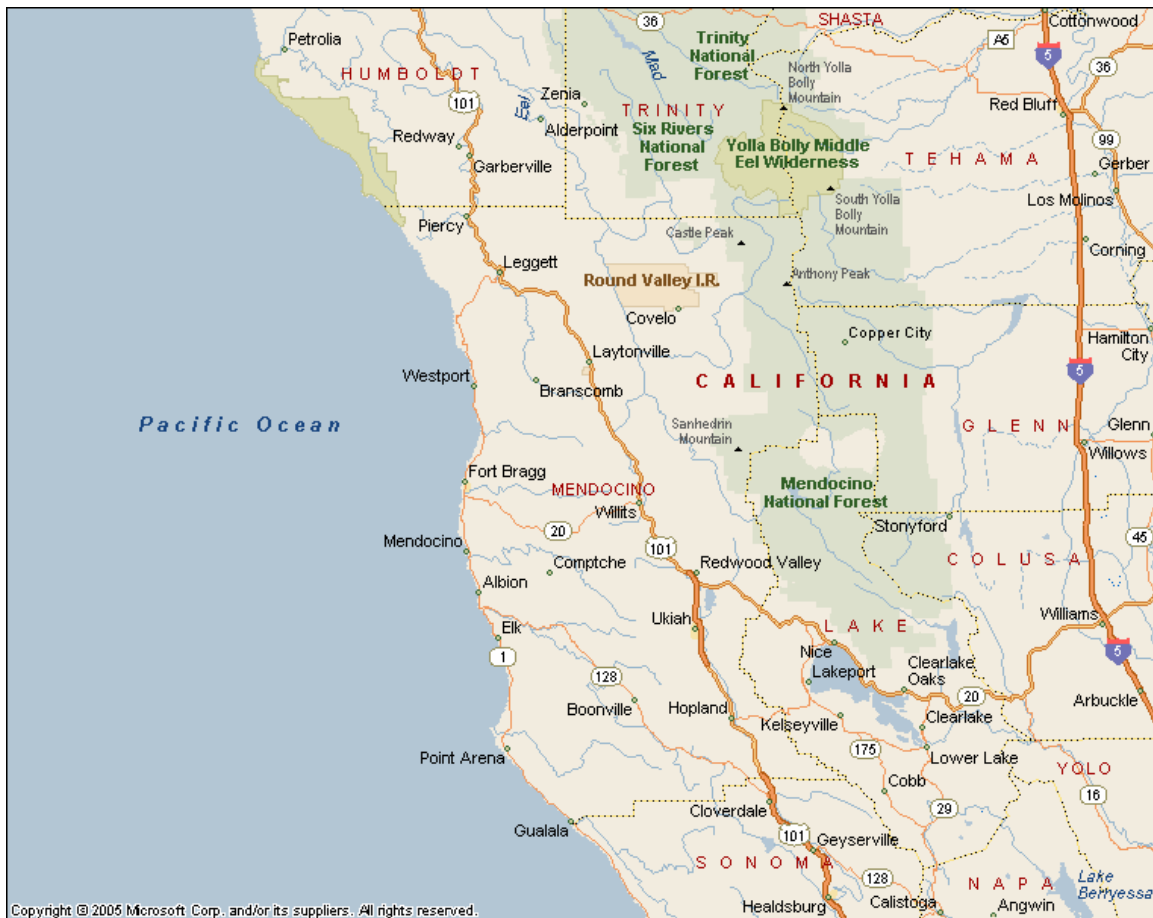 36
SHASTA
Cottonwood
Petrolia
Trinity
National
Forest
A5
5
HUMBOLDT
Mad
North Yolla
Bolly
Mountain
36
101
Eel
Zenia
TRINITY
Red Bluff
Alderpoint
Six Rivers
National
Forest
Yolla Bolly Middle
Eel Wilderness
99
Redway
Garberville
TEHAMA
Gerber
Los Molinos
South Yolla
Bolly
Mountain
Piercy
Castle Peak
Corning
Leggett
Round Valley I.R.
Anthony Peak
Covelo
Copper City
Hamilton
City
Laytonville
5
Westport
Branscomb
CALIFORNIA
Pacific Ocean
Sanhedrin
Mountain
GLENN
Glenn
Willows
Fort Bragg
MENDOCINO
Mendocino
National Forest
Willits
Stonyford
20
45
Mendocino
101
Comptche
Redwood Valley
COLUSA
Albion
Ukiah
LAKE
Williams
Elk
1
Nice
5
128
Lakeport
Clearlake
Oaks
20
Arbuckle
Boonville
Hopland
Kelseyville
Clearlake
Point Arena
175
Lower Lake
YOLO
Cobb
16
Cloverdale
29
Gualala
101
Geyserville
SONOMA
128
NAPA
Lake
Berryessa
Healdsburg
Calistoga
Angwin
Copyright © 2005 Microsoft Corp. and/or its suppliers. All rights reserved.